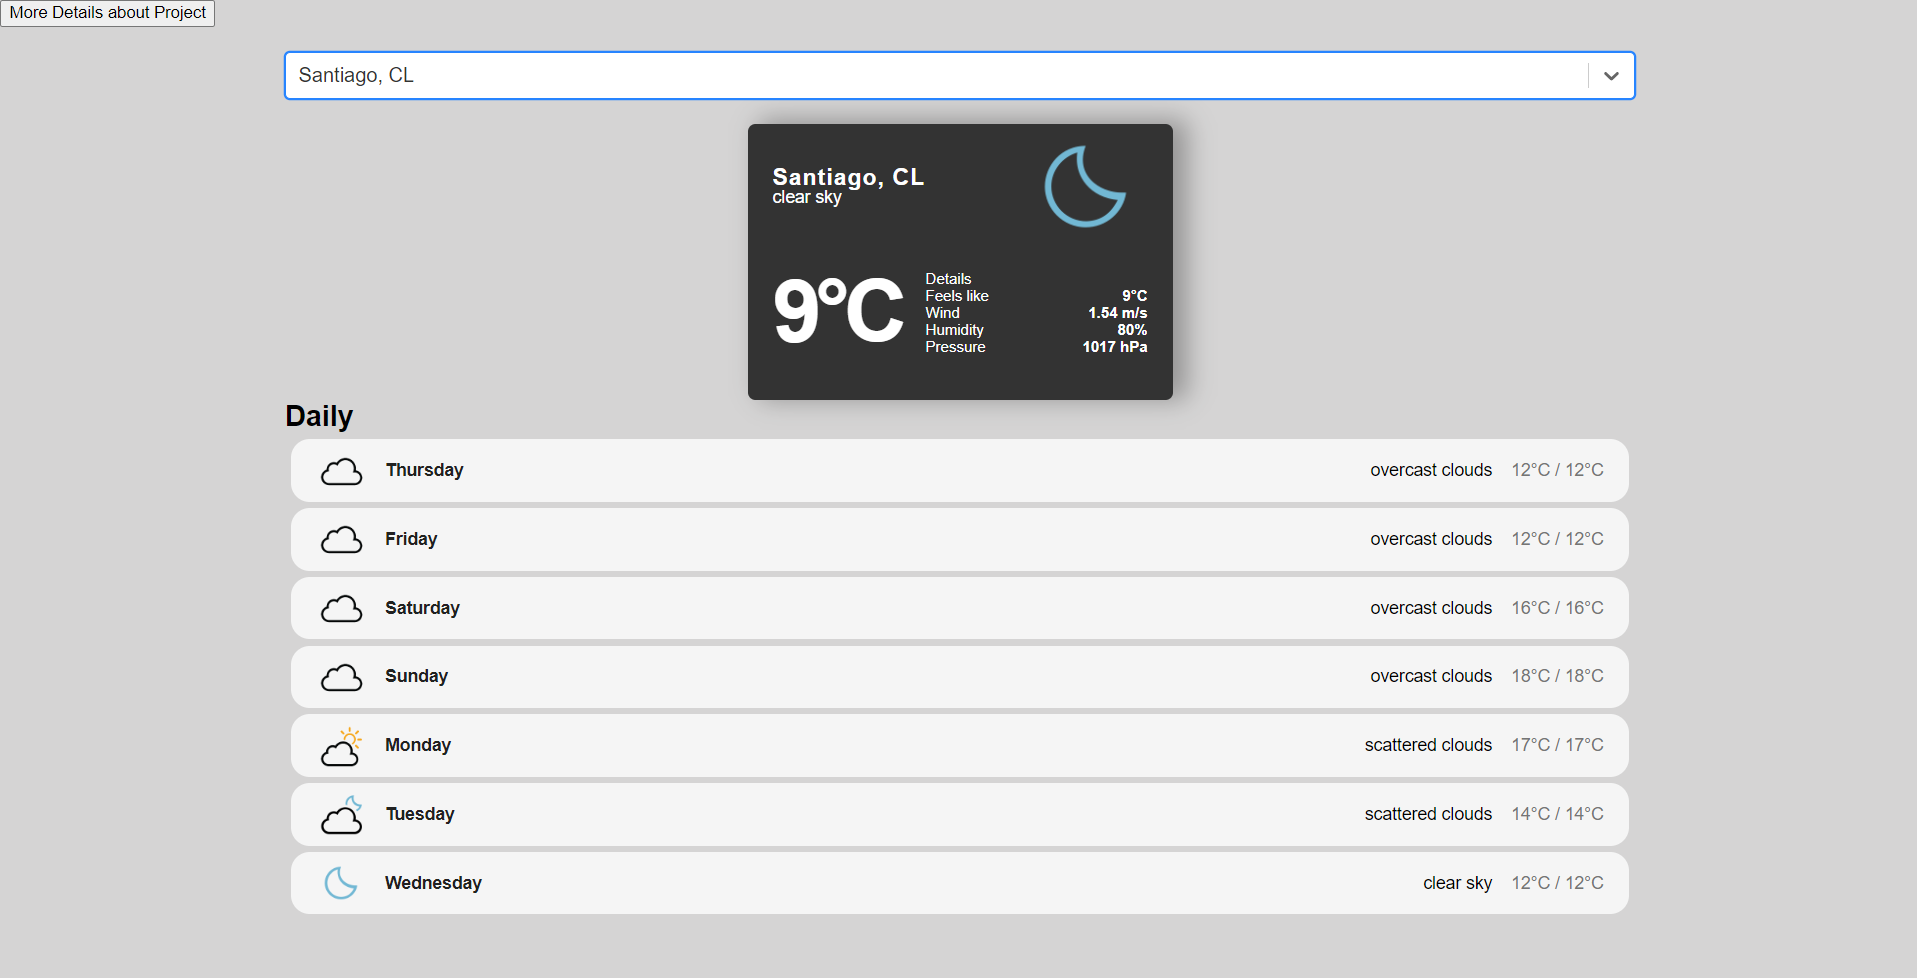 More Details about Project
Santiago, CL
Santiago, CL
clear sky
9°C
Details
Feels like 9°C
Wind 1.54 m/s
Humidity 80%
Pressure 1017 hPa
Daily
Thursday overcast clouds 12°C / 12°C
Friday overcast clouds 12°C / 12°C
Saturday overcast clouds 16°C / 16°C
Sunday overcast clouds 18°C / 18°C
Monday scattered clouds 17°C / 17°C
Tuesday scattered clouds 14°C / 14°C
Wednesday clear sky 12°C / 12°C